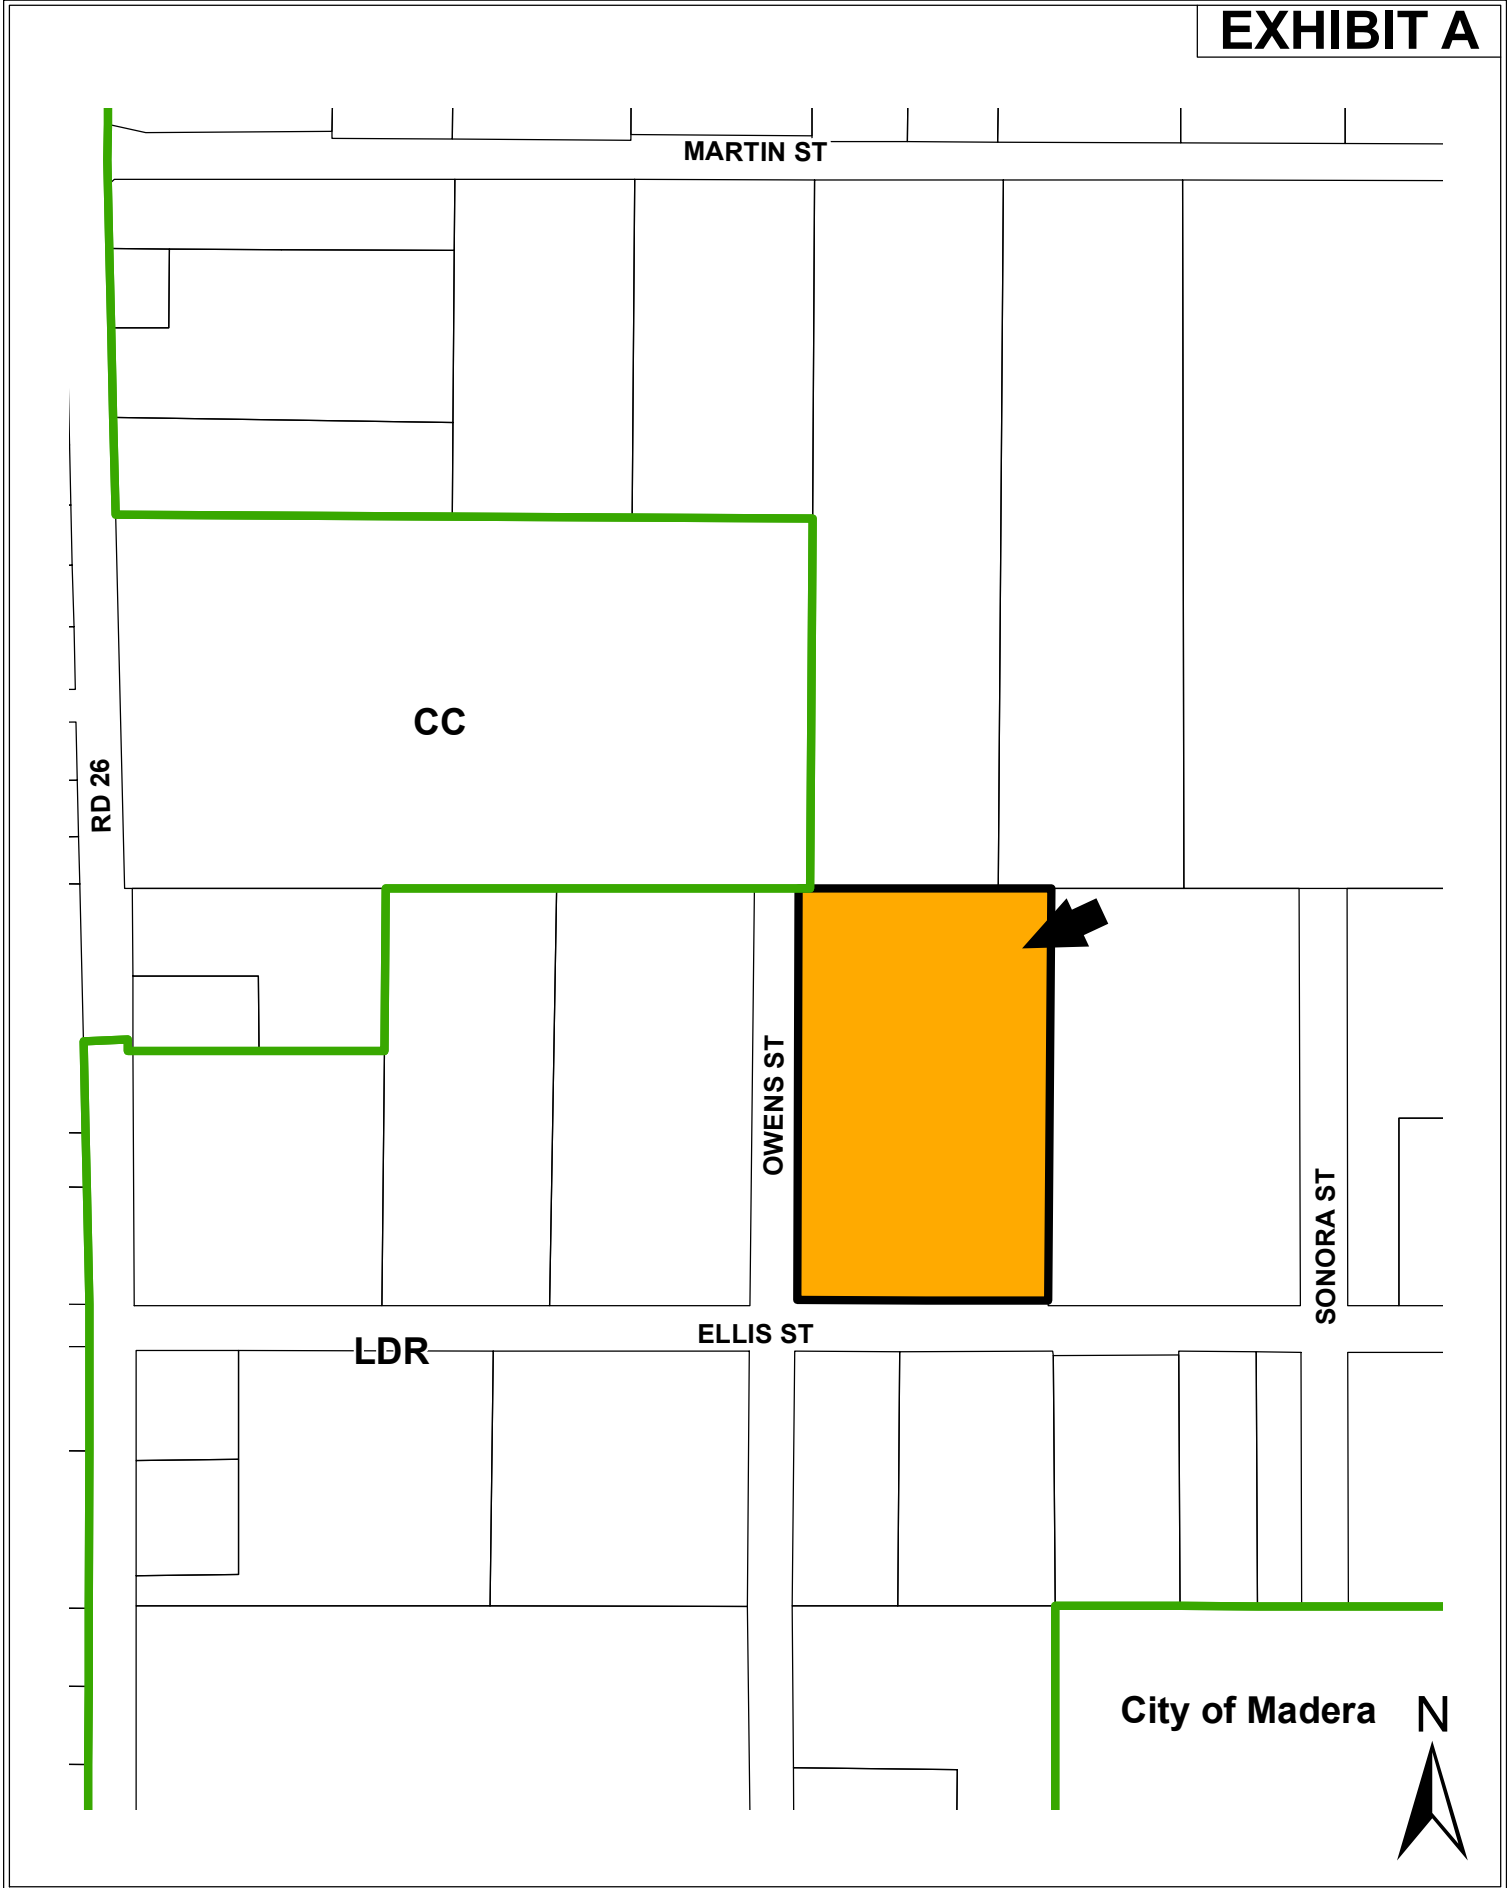 EXHIBIT A
MARTIN ST
CC
RD 26
OWENS ST
SONORA ST
ELLIS ST
LDR
City of Madera
N